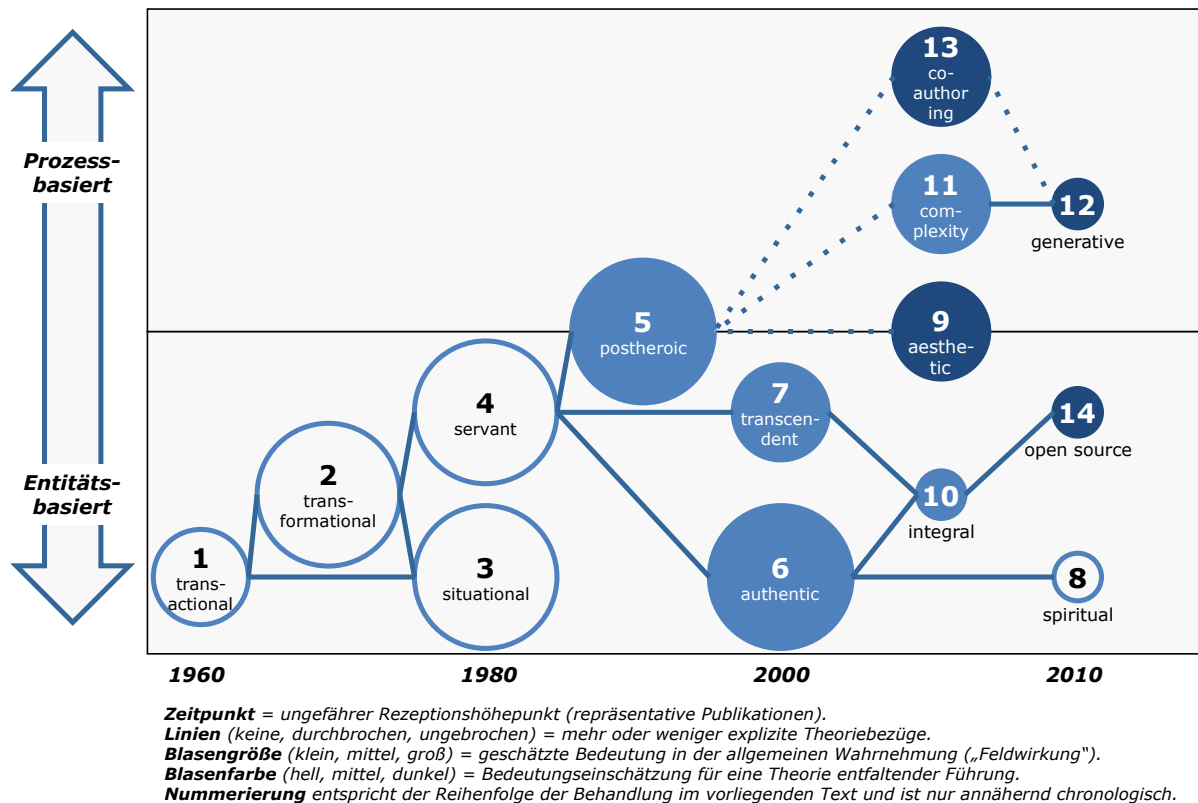 Prozess-
basiert
Entitäts-
basiert
13
co-
author
ing
11
com-
plexity
12
generative
5
postheroic
9
aesthe-
tic
7
transcen-
dent
14
open source
4
servant
2
trans-
formational
10
integral
1
trans-
actional
3
situational
6
authentic
8
spiritual
1960
1980
2000
2010
Zeitpunkt = ungefährer Rezeptionshöhepunkt (repräsentative Publikationen).
Linien (keine, durchbrochen, ungebrochen) = mehr oder weniger explizite Theoriebezüge.
Blasengröße (klein, mittel, groß) = geschätzte Bedeutung in der allgemeinen Wahrnehmung („Feldwirkung“).
Blasenfarbe (hell, mittel, dunkel) = Bedeutungseinschätzung für eine Theorie entfaltender Führung.
Nummerierung entspricht der Reihenfolge der Behandlung im vorliegenden Text und ist nur annähernd chronologisch.